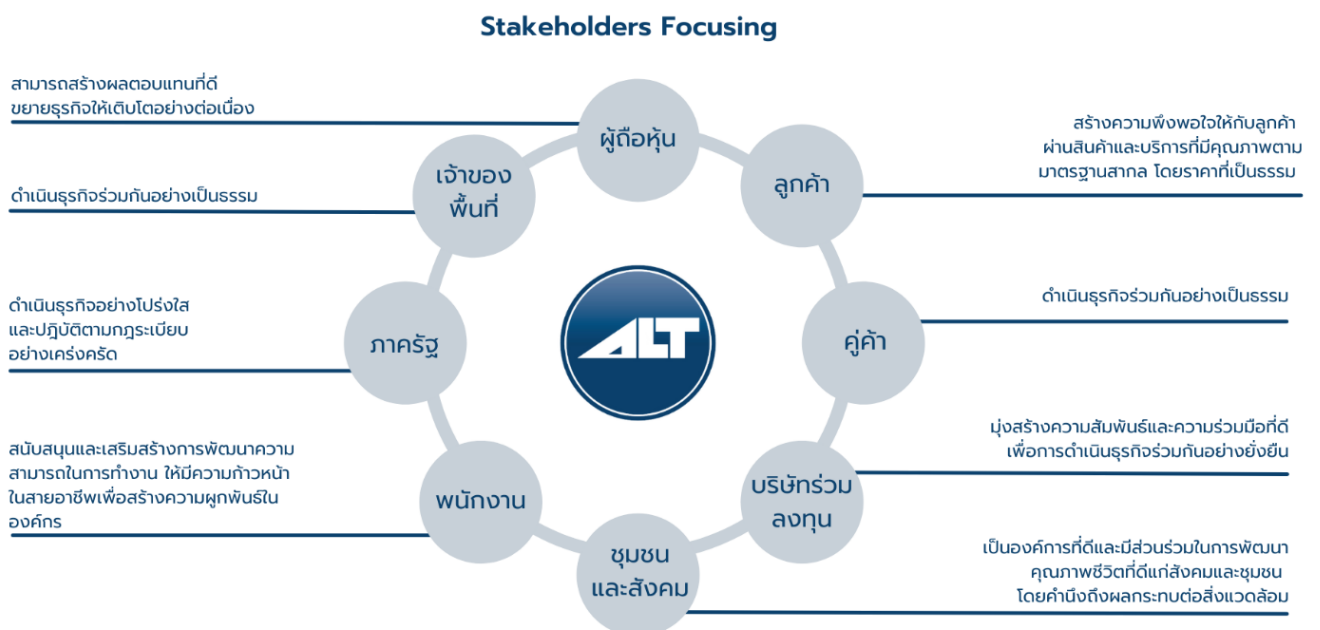 Stakeholders Focusing
สามารถสร้างผลตอบแทนที่ดี
ขยายธุรกิจให้เติบโตอย่างต่อเนื่อง
ผู้ถือหุ้น
สร้างความพึงพอใจให้กับลูกค้า
ผ่านสินค้าและบริการที่มีคุณภาพตาม
มาตรฐานสากล โดยราคาที่เป็นธรรม
ลูกค้า
เจ้าของ
พื้นที่
ดำเนินธุรกิจร่วมกันอย่างเป็นธรรม
ดำเนินธุรกิจร่วมกันอย่างเป็นธรรม
คู่ค้า
ALT
ดำเนินธุรกิจอย่างโปร่งใส
และปฎิบัติตามกฎระเบียบ
อย่างเคร่งครัด
ภาครัฐ
มุ่งสร้างความสัมพันธ์และความร่วมมือที่ดี
เพื่อการดำเนินธุรกิจร่วมกันอย่างยั่งยืน
บริษัทร่วม
ลงทุน
สนับสนุนและเสริมสร้างการพัฒนาความ
สามารถในการทำงาน ให้มีความก้าวหน้า
ในสายอาชีพเพื่อสร้างความผูกพันธ์ใน
องค์กร
พนักงาน
ชุมชน
และสังคม
เป็นองค์การที่ดีและมีส่วนร่วมในการพัฒนา
คุณภาพชีวิตที่ดีแก่สังคมและชุมชน
โดยคำนึงถึงผลกระทบต่อสิ่งแวดล้อม